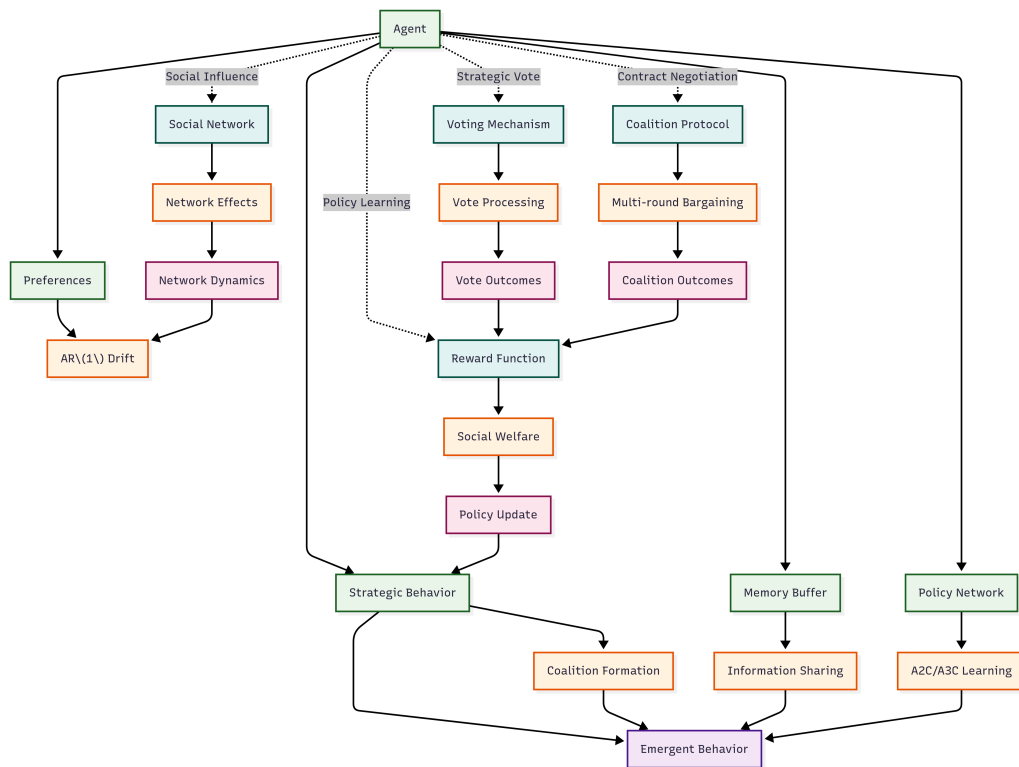 Agent
Social Influence
Strategic Vote
Contract Negotiation
Social Network
Voting Mechanism
Coalition Protocol
Policy Learning
Network Effects
Vote Processing
Multi-round Bargaining
Preferences
Network Dynamics
Vote Outcomes
Coalition Outcomes
AR\(1\) Drift
Reward Function
Social Welfare
Policy Update
Strategic Behavior
Memory Buffer
Policy Network
Coalition Formation
Information Sharing
A2C/A3C Learning
Emergent Behavior